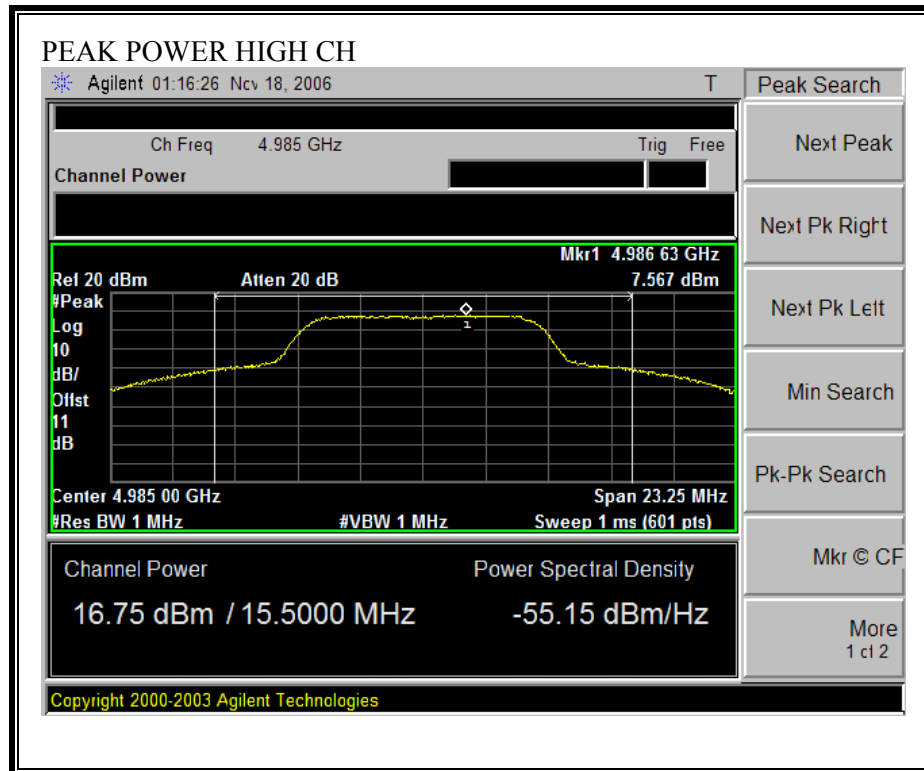 PEAK POWER HIGH CH
Agilent 01:16:26 Nov 18, 2006 T
Peak Search
Ch Freq 4.985 GHz Trig Free
Channel Power
Mkr1 4.986 63 GHz
Ref 20 dBm Atten 20 dB 7.567 dBm
#Peak
Log
10
dB/
Offst
11
dB
1
Center 4.985 00 GHz Span 23.25 MHz
#Res BW 1 MHz #VBW 1 MHz Sweep 1 ms (601 pts)
Channel Power Power Spectral Density
16.75 dBm / 15.5000 MHz -55.15 dBm/Hz
Copyright 2000-2003 Agilent Technologies
Next Peak
Next Pk Right
Next Pk Left
Min Search
Pk-Pk Search
Mkr © CF
More
1 of 2